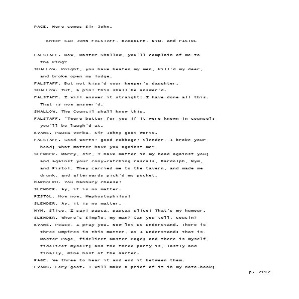 PAGE. Here comes Sir John.
Enter SIR JOHN FALSTAFF, BARDOLPH, NYM, and PISTOL
FALSTAFF. Now, Master Shallow, you'll complain of me to
the King?
SHALLOW. Knight, you have beaten my men, kill'd my deer,
and broke open my lodge.
FALSTAFF. But not kiss'd your keeper's daughter.
SHALLOW. Tut, a pin! this shall be answer'd.
FALSTAFF. I will answer it straight: I have done all this.
That is now answer'd.
SHALLOW. The Council shall know this.
FALSTAFF. 'Twere better for you if it were known in counsel:
you'll be laugh'd at.
EVANS. Pauca verba, Sir John; goot worts.
FALSTAFF. Good worts! good cabbage! Slender, I broke your
head; what matter have you against me?
SLENDER. Marry, sir, I have matter in my head against you;
and against your cony-catching rascals, Bardolph, Nym,
and Pistol. They carried me to the tavern, and made me
drunk, and afterwards pick'd my pocket.
BARDOLPH. You Banbury cheese!
SLENDER. Ay, it is no matter.
PISTOL. How now, Mephostophilus!
SLENDER. Ay, it is no matter.
NYM. Slice, I say! pauca, pauca; slice! That's my humour.
SLENDER. Where's Simple, my man? Can you tell, cousin?
EVANS. Peace, I pray you. Now let us understand. There is
three umpires in this matter, as I understand: that is,
Master Page, fidelicet Master Page; and there is myself,
fidelicet myself; and the three party is, lastly and
finally, mine host of the Garter.
PAGE. We three to hear it and end it between them.
EVANS. Fery goot. I will make a prief of it in my note-book;